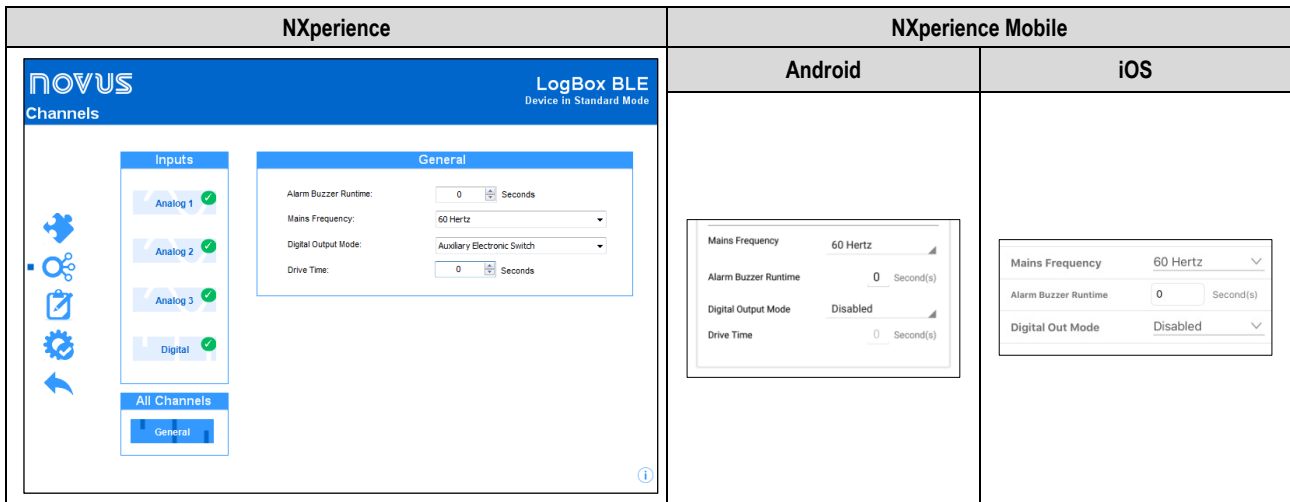 NXperience
NXperience Mobile
Android
iOS
NOVUS
LogBox BLE
Device in Standard Mode
Channels
Inputs
Analog 1
Analog 2
Analog 3
Digital
All Channels
General
General
Alarm Buzzer Runtime: 0 Seconds
Mains Frequency: 60 Hertz
Digital Output Mode: Auxiliary Electronic Switch
Drive Time: 0 Seconds
i
Mains Frequency 60 Hertz
Alarm Buzzer Runtime 0 Second(s)
Digital Output Mode Disabled
Drive Time 0 Second(s)
Mains Frequency 60 Hertz
Alarm Buzzer Runtime 0 Second(s)
Digital Out Mode Disabled